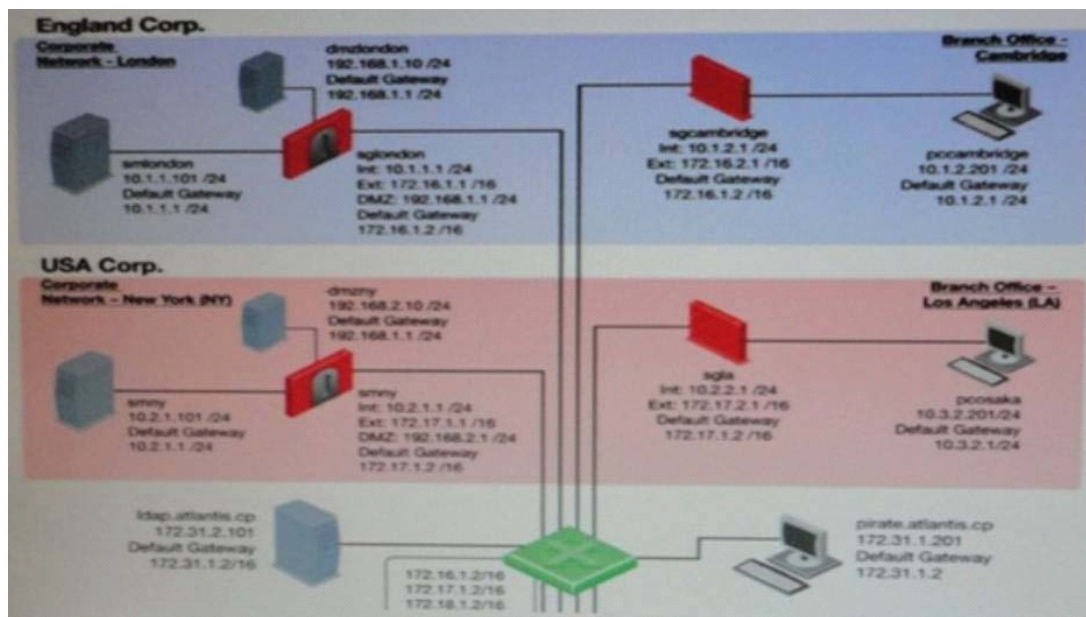 England Corp.
Corporate
Network - London
dmzlondon
192.168.1.10 /24
Default Gateway
192.168.1.1 /24
smlondon
10.1.1.101 /24
Default Gateway
10.1.1.1 /24
sglondon
Int: 10.1.1.1 /24
Ext: 172.16.1.1 /16
DMZ: 192.168.1.1 /24
Default Gateway
172.16.1.2 /16
sgcambridge
Int: 10.1.2.1 /24
Ext: 172.16.2.1 /16
Default Gateway
172.16.1.2 /16
Branch Office -
Cambridge
pccambridge
10.1.2.201 /24
Default Gateway
10.1.2.1 /24
USA Corp.
Corporate
Network - New York (NY)
dmzny
192.168.2.10 /24
Default Gateway
192.168.1.1 /24
smny
10.2.1.101 /24
Default Gateway
10.2.1.1 /24
smny
Int: 10.2.1.1 /24
Ext: 172.17.1.1 /16
DMZ: 192.168.2.1 /24
Default Gateway
172.17.1.2 /16
sgla
Int: 10.2.2.1 /24
Ext: 172.17.2.1 /16
Default Gateway
172.17.1.2 /16
Branch Office -
Los Angeles (LA)
pcosaka
10.3.2.201/24
Default Gateway
10.3.2.1/24
ldap.atlantis.cp
172.31.2.101
Default Gateway
172.31.1.2/16
172.16.1.2/16
172.17.1.2/16
172.18.1.2/16
pirate.atlantis.cp
172.31.1.201
Default Gateway
172.31.1.2